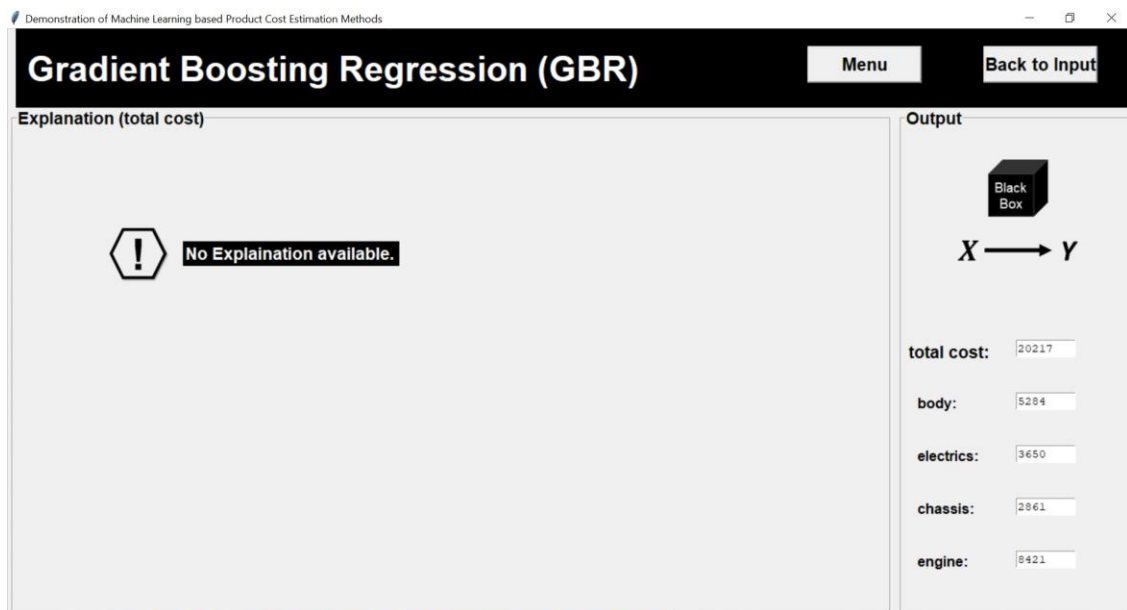 Demonstration of Machine Learning based Product Cost Estimation Methods
Gradient Boosting Regression (GBR)
Menu
Back to Input
Explanation (total cost)
No Explaination available.
Output
Black
Box
X Y
total cost: 20217
body: 5284
electrics: 3650
chassis: 2861
engine: 8421